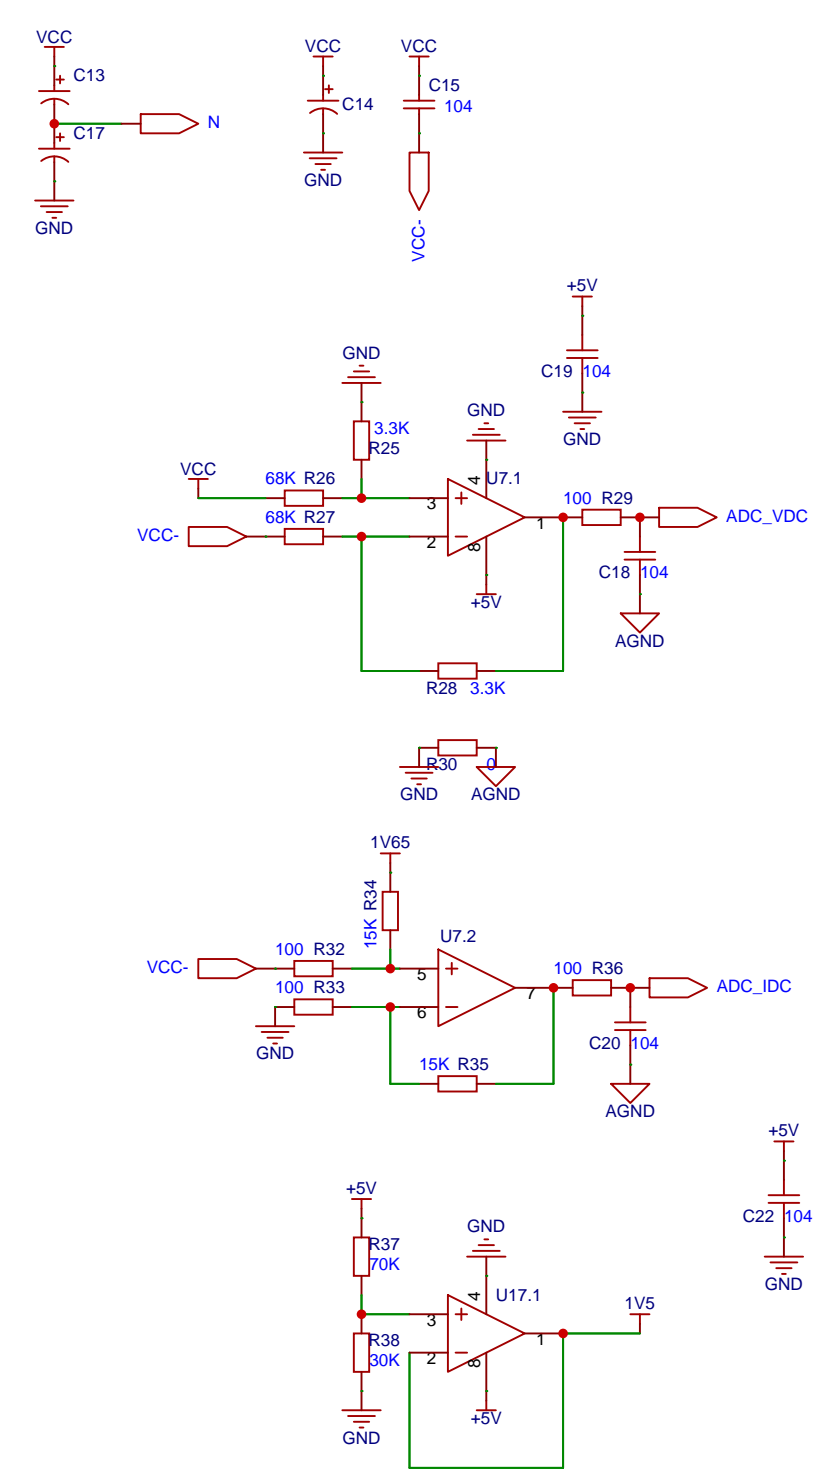 VCC
C13
N
C17
GND
VCC
C14
GND
VCC
C15
104
VCC-
+5V
C19 104
GND
GND
3.3K
R25
GND
4
U7.1
VCC
68K R26
3
VCC-
68K R27
2
8
+5V
1
100 R29
ADC_VDC
C18 104
AGND
R28 3.3K
R30 0
GND AGND
1V65
15K R34
U7.2
VCC-
100 R32
5
100 R33
6
GND
7
100 R36
ADC_IDC
C20 104
AGND
15K R35
+5V
C22 104
GND
+5V
R37
70K
GND
4
U17.1
3
1
1V5
R38
30K
2
8
+5V
GND